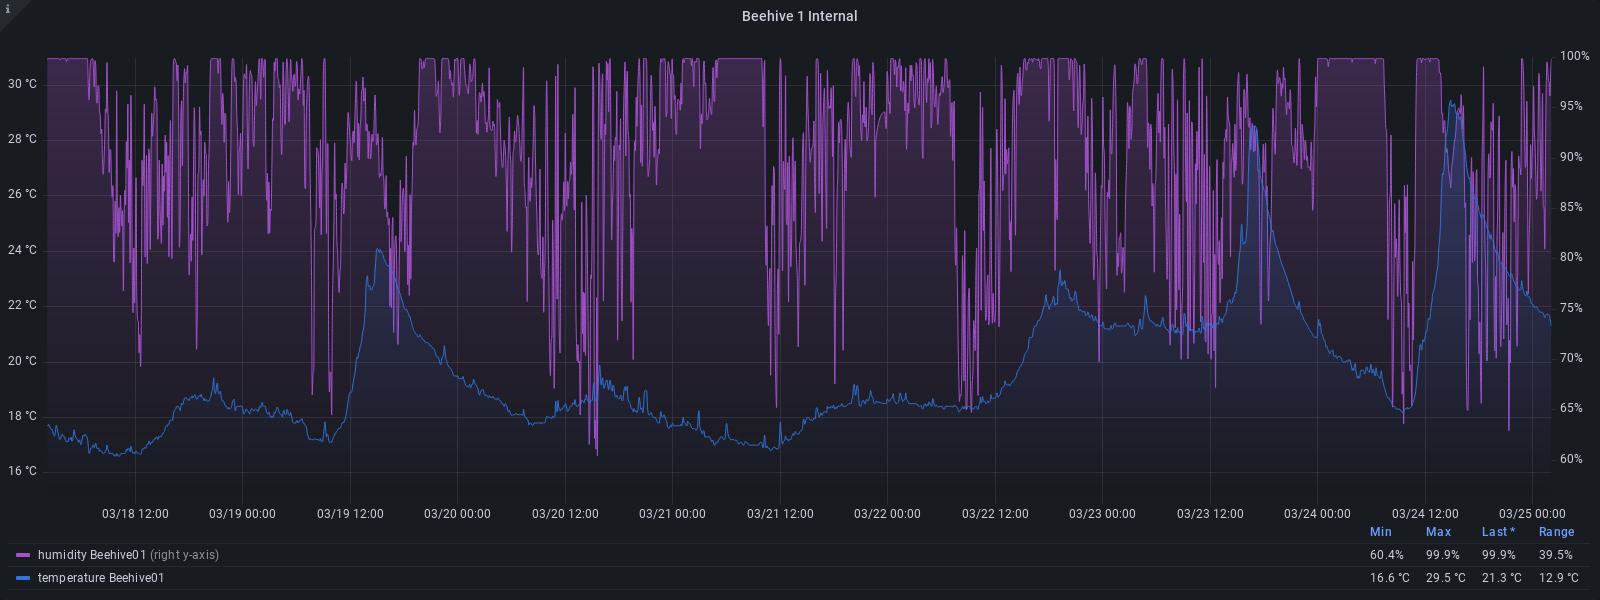 i
Beehive 1 Internal
30 °C
28 °C
26 °C
24 °C
22 °C
20 °C
18 °C
16 °C
100%
95%
90%
85%
80%
75%
70%
65%
60%
03/18 12:00 03/19 00:00 03/19 12:00 03/20 00:00 03/20 12:00 03/21 00:00 03/21 12:00 03/22 00:00 03/22 12:00 03/23 00:00 03/23 12:00 03/24 00:00 03/24 12:00 03/25 00:00
Min Max Last * Range
humidity Beehive01 (right y-axis) 60.4% 99.9% 99.9% 39.5%
temperature Beehive01 16.6 °C 29.5 °C 21.3 °C 12.9 °C